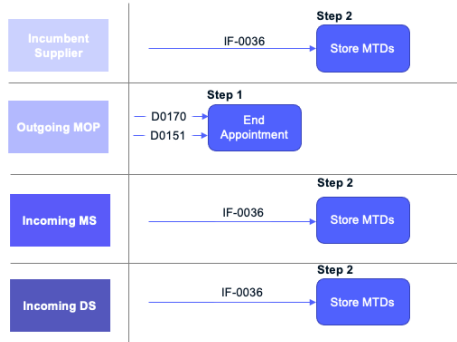 Step 2
Incumbent
Supplier
IF-0036
Store MTDs
Step 1
Outgoing MOP
D0170
D0151
End
Appointment
Step 2
Incoming MS
IF-0036
Store MTDs
Step 2
Incoming DS
IF-0036
Store MTDs